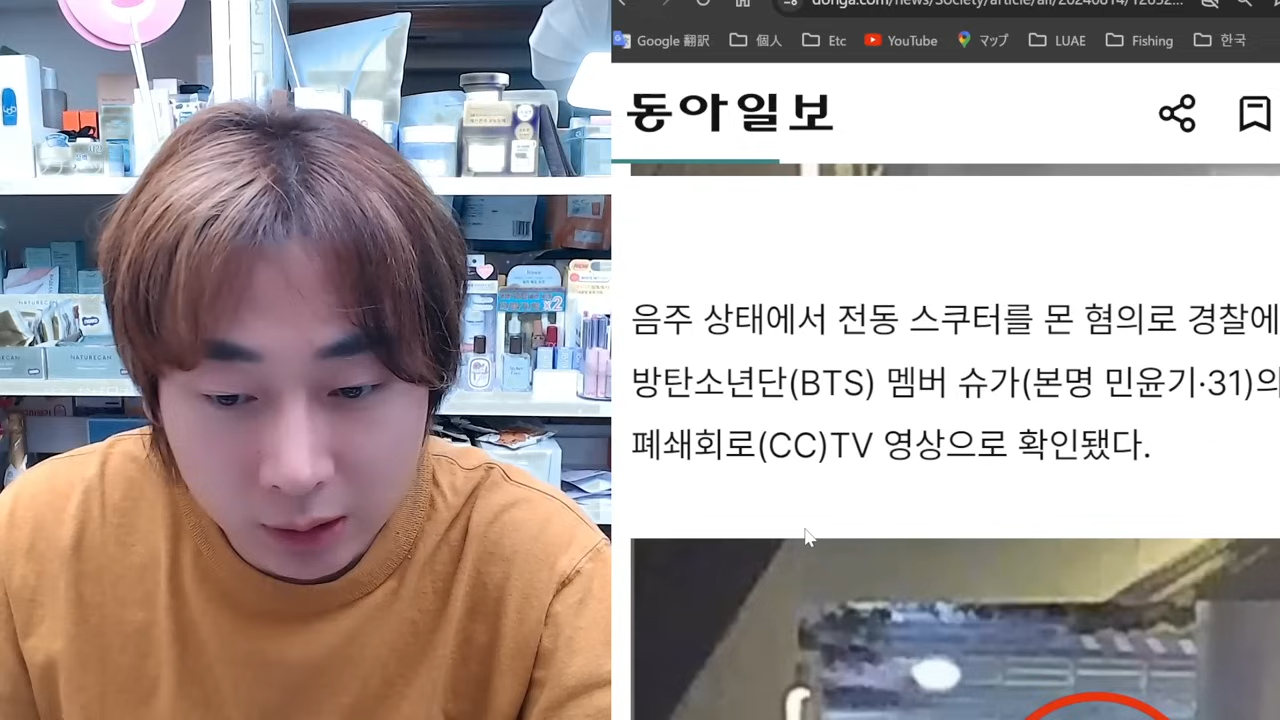 donga.com/news/Society/article/all/20240814/12652...
Google 翻訳
個人
Etc
YouTube
マップ
LUAE
Fishing
한국
동아일보
음주 상태에서 전동 스쿠터를 몬 혐의로 경찰에
방탄소년단(BTS) 멤버 슈가(본명 민윤기·31)의
폐쇄회로(CC)TV 영상으로 확인됐다.
NATURECAN
NATURECAN
X2